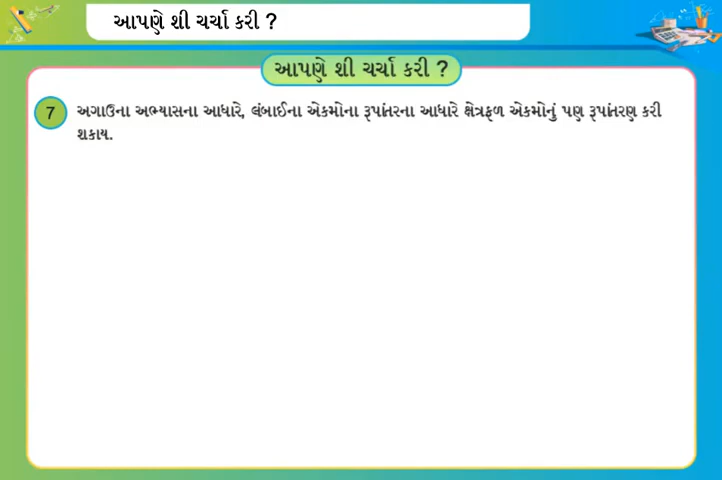 આપણે શી ચર્ચા કરી ?
આપણે શી ચર્ચા કરી ?
7 અગાઉના અભ્યાસના આધારે, લંબાઈના એકમોના રૂપાંતરના આધારે ક્ષેત્રફળ એકમોનું પણ રૂપાંતરણ કરી
શકાય.